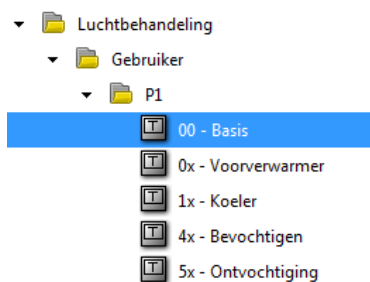 Luchtbehandeling
Gebruiker
P1
T 00 - Basis
T 0x - Voorverwarmer
T 1x - Koeler
T 4x - Bevochtigen
T 5x - Ontvochtiging